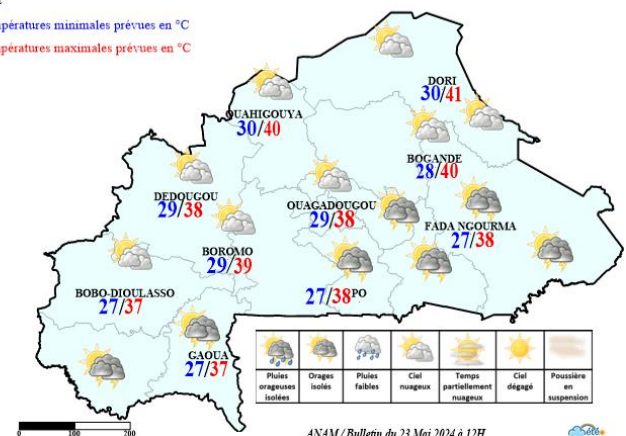 pératures minimales prévues en °C
pératures maximales prévues en °C
DORI
30/41
OUAHIGOUYA
30/40
BOGANDE
28/40
DEDOUGOU
29/38
OUAGADOUGOU
29/38
FADA NGOURMA
27/38
BOROMO
29/39
BOBO-DIOULASSO
27/37
27/38 PO
GAOUA
27/37
Pluies orageuses isolées
Orages isolés
Pluies faibles
Ciel nuageux
Temps partiellement nuageux
Ciel dégagé
Poussière en suspension
0 100 200
ANAM / Bulletin du 23 Mai 2024 à 12H